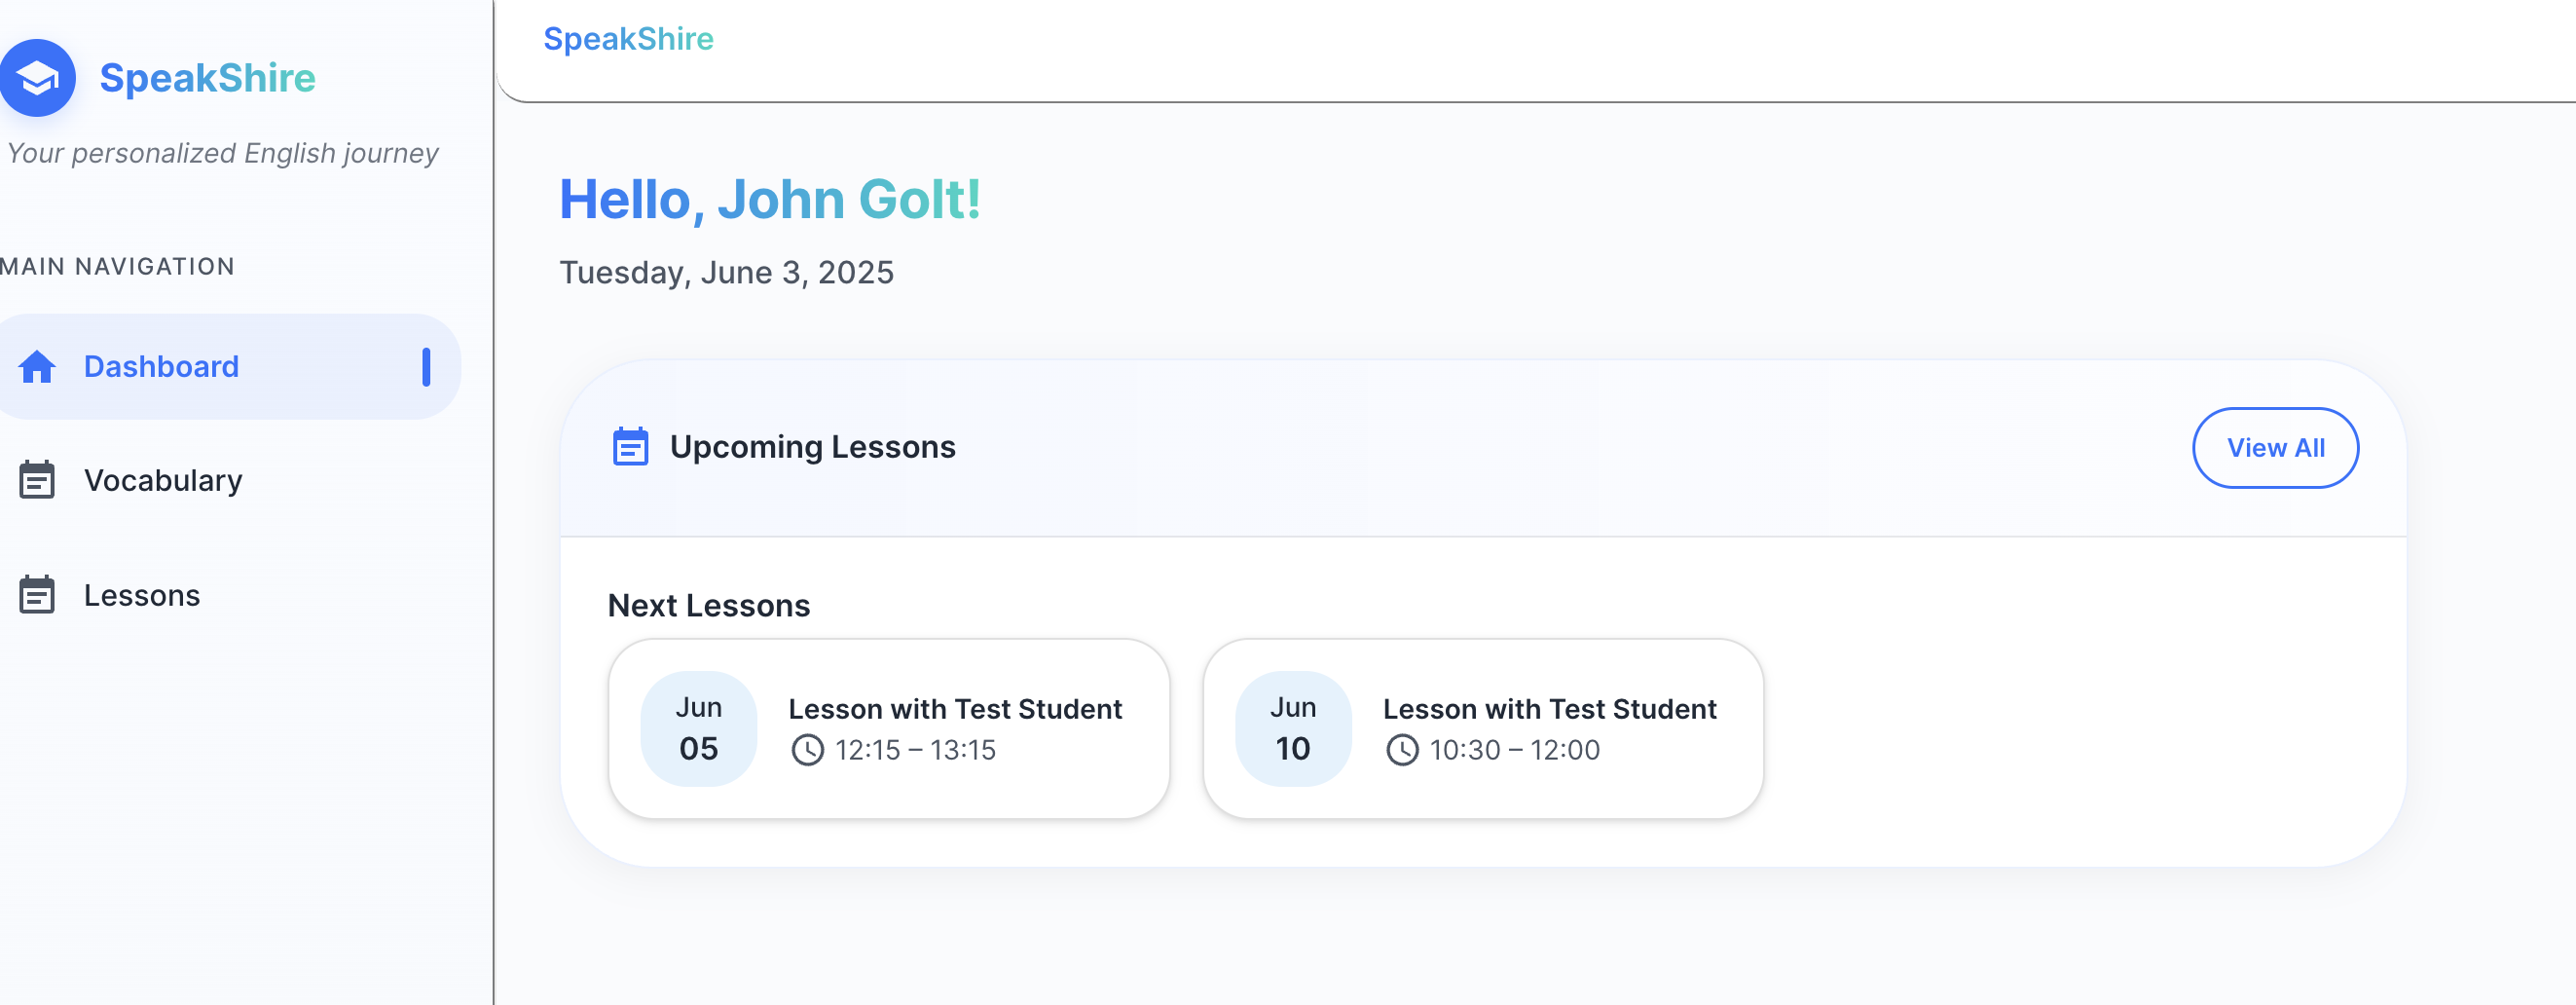 SpeakShire
Your personalized English journey
MAIN NAVIGATION
Dashboard
Vocabulary
Lessons
SpeakShire
Hello, John Golt!
Tuesday, June 3, 2025
Upcoming Lessons
View All
Next Lessons
Jun
05
Lesson with Test Student
12:15 – 13:15
Jun
10
Lesson with Test Student
10:30 – 12:00